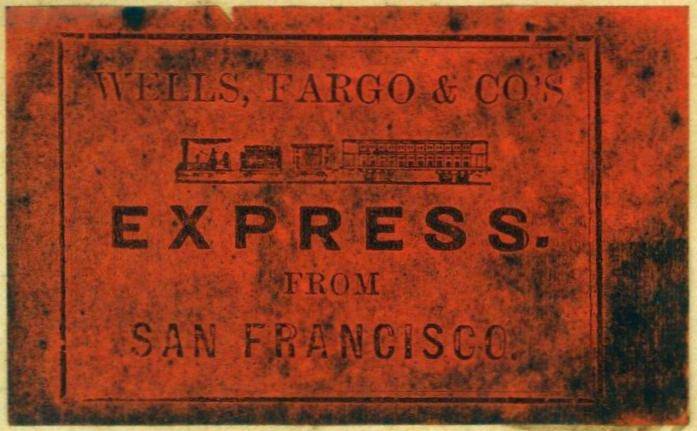 WELLS, FARGO & CO'S
EXPRESS.
FROM
SAN FRANCISCO.